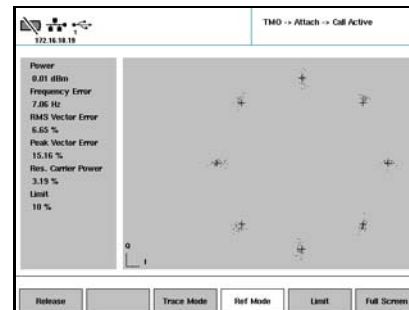 1
172.16.18.19
TMO -> Attach -> Call Active
Power
0.01 dBm
Frequency Error
7.06 Hz
RMS Vector Error
6.65 %
Peak Vector Error
15.16 %
Res. Carrier Power
3.19 %
Limit
10 %
Q
I
Release
Trace Mode
Ref Mode
Limit
Full Screen